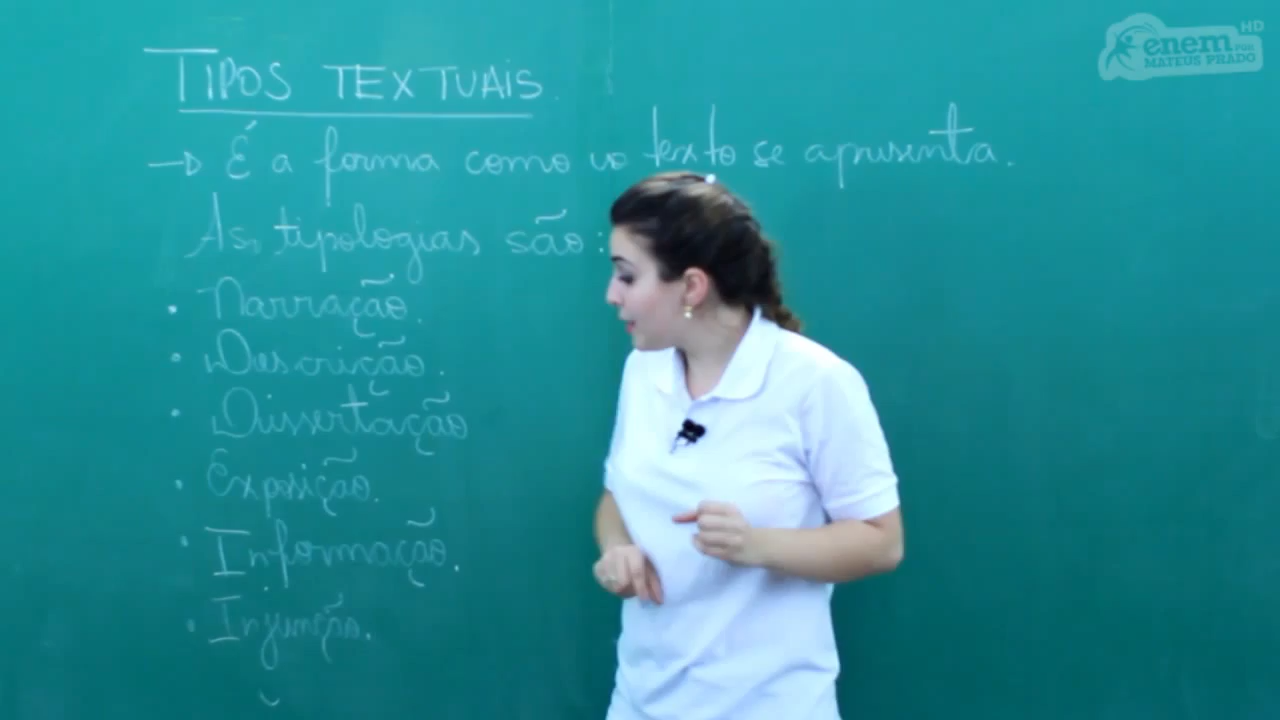 TIPOS TEXTUAIS.
→ É a forma como o texto se apresenta.
As tipologias são:
• Narração.
• Descrição.
• Dissertação
• Exposição.
• Informação.
• Injunção.
enem HD
POR
MATEUS PRADO